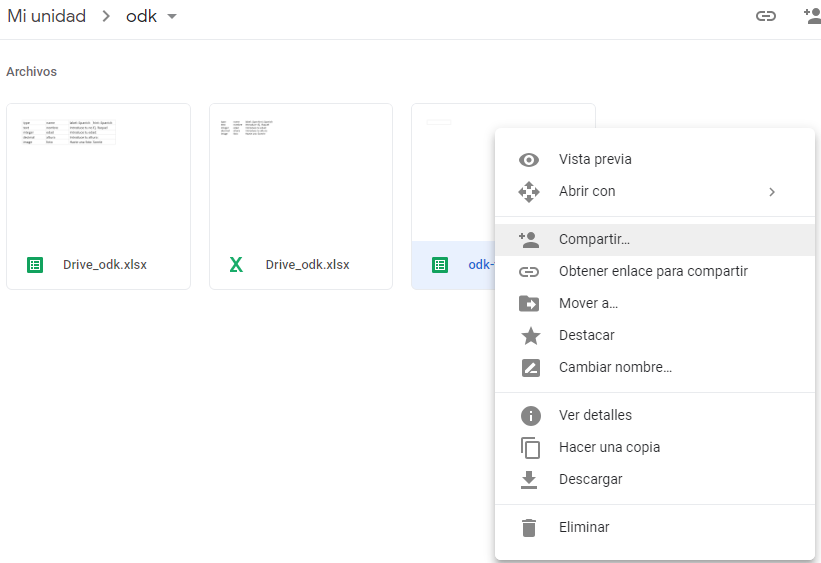 Mi unidad > odk
Archivos
Drive_odk.xlsx
Drive_odk.xlsx
odk-
Vista previa
Abrir con
Compartir...
Obtener enlace para compartir
Mover a...
Destacar
Cambiar nombre...
Ver detalles
Hacer una copia
Descargar
Eliminar